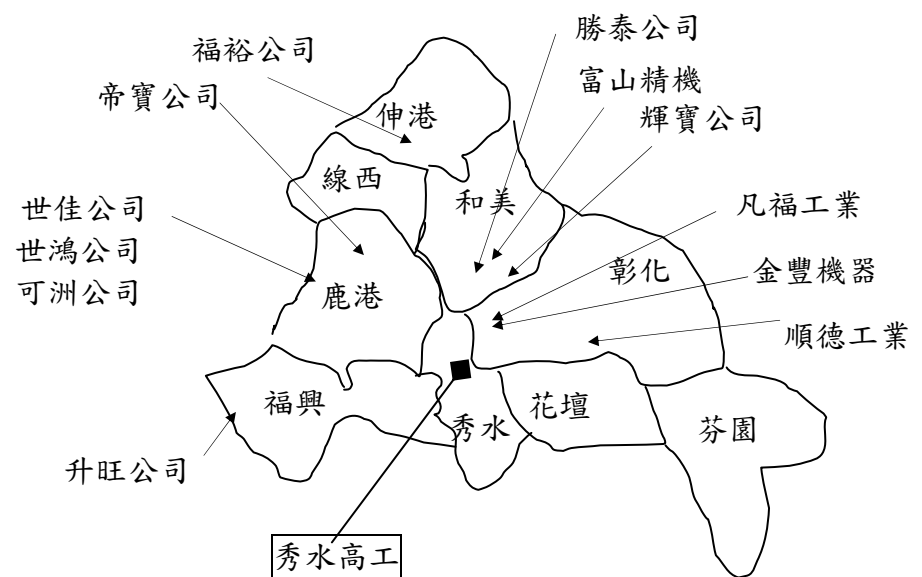 勝泰公司
福裕公司
富山精機
帝寶公司
輝寶公司
伸港
線西
和美
世佳公司
凡福工業
世鴻公司
彰化
金豐機器
可洲公司
鹿港
順德工業
福興
花壇
秀水
芬園
升旺公司
秀水高工